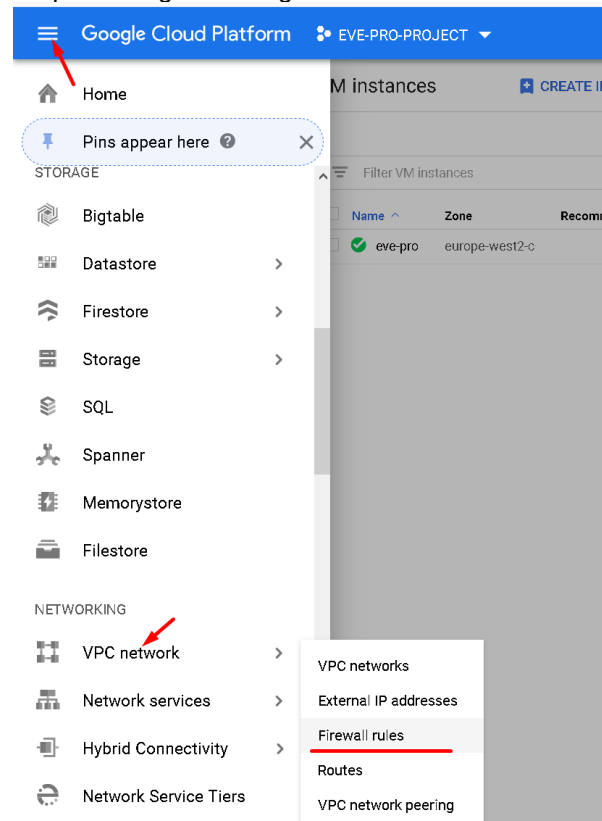 Google Cloud Platform EVE-PRO-PROJECT
Home
Pins appear here
STORAGE
Bigtable
Datastore
Firestore
Storage
SQL
Spanner
Memorystore
Filestore
NETWORKING
VPC network
Network services
Hybrid Connectivity
Network Service Tiers
VM instances CREATE I
Filter VM instances
Name Zone Recom
eve-pro europe-west2-c
VPC networks
External IP addresses
Firewall rules
Routes
VPC network peering